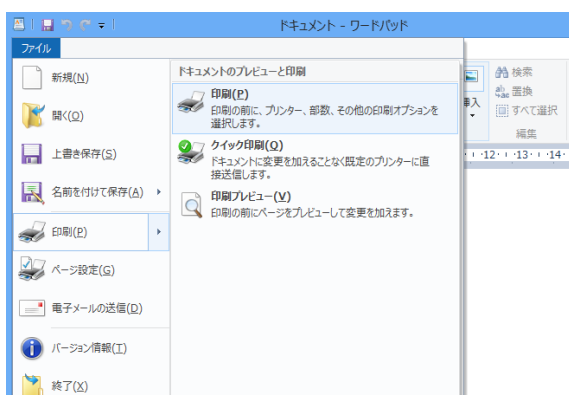 ドキュメント - ワードパッド
ファイル
新規(N)
開く(O)
上書き保存(S)
名前を付けて保存(A)
印刷(P)
ページ設定(G)
電子メールの送信(D)
バージョン情報(T)
終了(X)
ドキュメントのプレビューと印刷
印刷(P)
印刷の前に、プリンター、部数、その他の印刷オプションを
選択します。
クイック印刷(Q)
ドキュメントに変更を加えることなく既定のプリンターに直
接送信します。
印刷プレビュー(V)
印刷の前にページをプレビューして変更を加えます。
挿入
検索
置換
すべて選択
編集
12 · 13 · 14